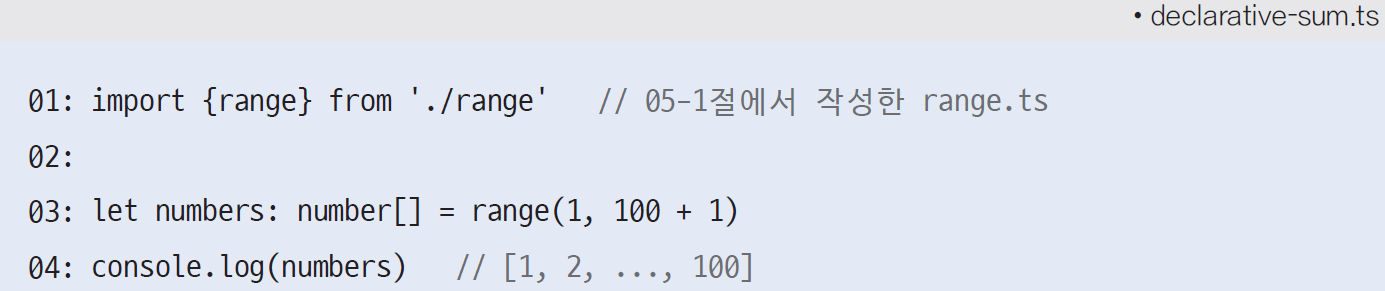 • declarative-sum.ts
01: import {range} from './range'   // 05-1절에서 작성한 range.ts
02:
03: let numbers: number[] = range(1, 100 + 1)
04: console.log(numbers)   // [1, 2, ..., 100]